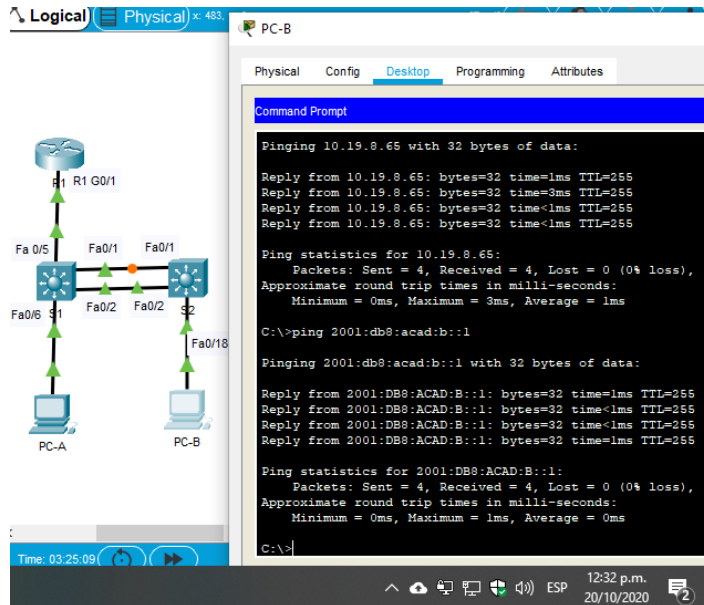 Logical
Physical
x: 483,
PC-B
Physical Config Desktop Programming Attributes
Command Prompt
Pinging 10.19.8.65 with 32 bytes of data:
Reply from 10.19.8.65: bytes=32 time=1ms TTL=255
Reply from 10.19.8.65: bytes=32 time=3ms TTL=255
Reply from 10.19.8.65: bytes=32 time<1ms TTL=255
Reply from 10.19.8.65: bytes=32 time<1ms TTL=255
Ping statistics for 10.19.8.65:
Packets: Sent = 4, Received = 4, Lost = 0 (0% loss),
Approximate round trip times in milli-seconds:
Minimum = 0ms, Maximum = 3ms, Average = 1ms
C:\>ping 2001:db8:acad:b::1
Pinging 2001:db8:acad:b::1 with 32 bytes of data:
Reply from 2001:DB8:ACAD:B::1: bytes=32 time=1ms TTL=255
Reply from 2001:DB8:ACAD:B::1: bytes=32 time<1ms TTL=255
Reply from 2001:DB8:ACAD:B::1: bytes=32 time<1ms TTL=255
Reply from 2001:DB8:ACAD:B::1: bytes=32 time=1ms TTL=255
Ping statistics for 2001:DB8:ACAD:B::1:
Packets: Sent = 4, Received = 4, Lost = 0 (0% loss),
Approximate round trip times in milli-seconds:
Minimum = 0ms, Maximum = 1ms, Average = 0ms
C:\>
R1 R1 G0/1
Fa 0/5 Fa0/1 Fa0/1
Fa0/6 S1 Fa0/2 Fa0/2 S2
Fa0/18
PC-A PC-B
Time: 03:25:09
ESP
12:32 p.m.
20/10/2020
2